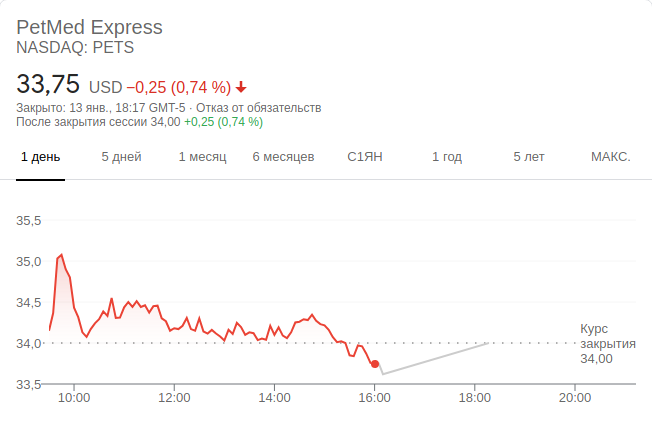 PetMed Express
NASDAQ: PETS
33,75 USD −0,25 (0,74 %)
Закрыто: 13 янв., 18:17 GMT-5 · Отказ от обязательств
После закрытия сессии 34,00 +0,25 (0,74 %)
1 день 5 дней 1 месяц 6 месяцев С1ЯН 1 год 5 лет МАКС.
35,5
35,0
34,5
34,0
33,5
Курс
закрытия
34,00
10:00 12:00 14:00 16:00 18:00 20:00